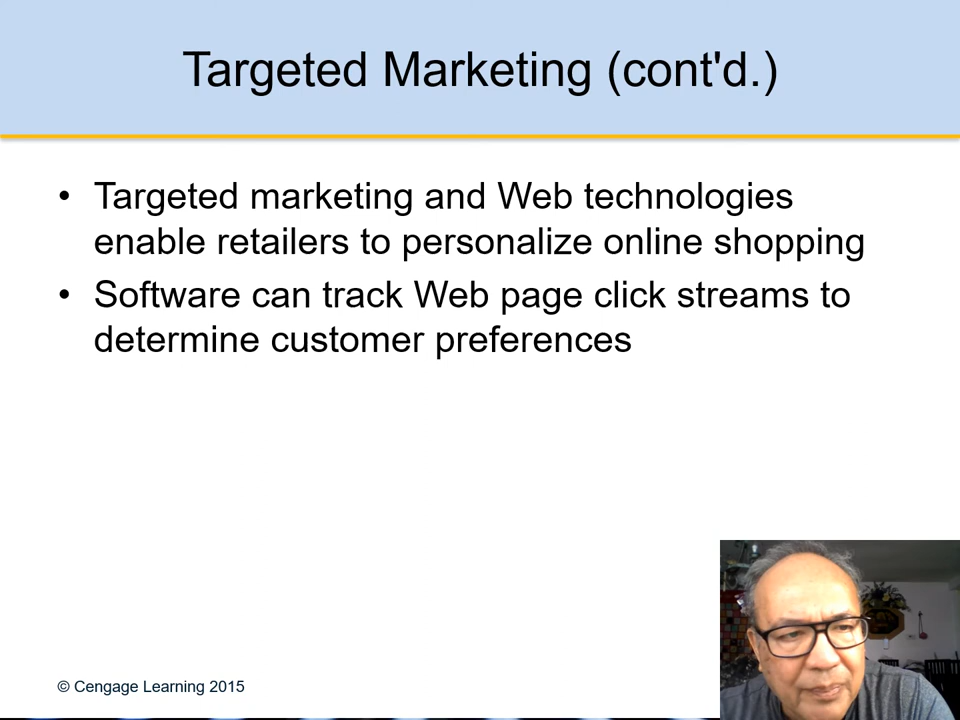 Targeted Marketing (cont'd.)
• Targeted marketing and Web technologies
enable retailers to personalize online shopping
• Software can track Web page click streams to
determine customer preferences
© Cengage Learning 2015